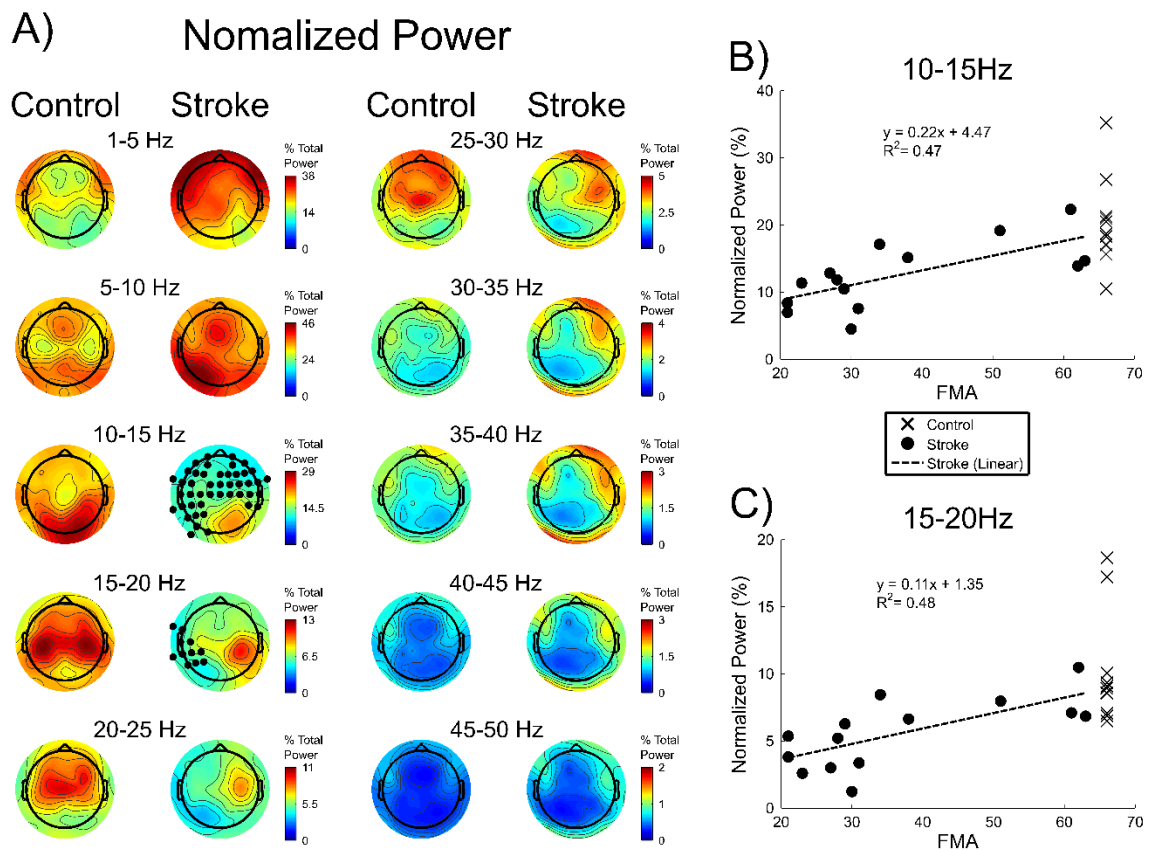 A)
Nomalized Power
Control Stroke Control Stroke
1-5 Hz
% Total
Power
38
14
0
25-30 Hz
% Total
Power
5
2.5
0
5-10 Hz
% Total
Power
46
24
0
30-35 Hz
% Total
Power
4
2
0
10-15 Hz
% Total
Power
29
14.5
0
35-40 Hz
% Total
Power
3
1.5
0
15-20 Hz
% Total
Power
13
6.5
0
40-45 Hz
% Total
Power
3
1.5
0
20-25 Hz
% Total
Power
11
5.5
0
45-50 Hz
% Total
Power
2
1
0
B)
10-15Hz
y = 0.22x + 4.47
R²= 0.47
Normalized Power (%)
40
30
20
10
0
20 30 40 50 60 70
FMA
Control
Stroke
Stroke (Linear)
C)
15-20Hz
y = 0.11x + 1.35
R²= 0.48
Normalized Power (%)
20
15
10
5
0
20 30 40 50 60 70
FMA